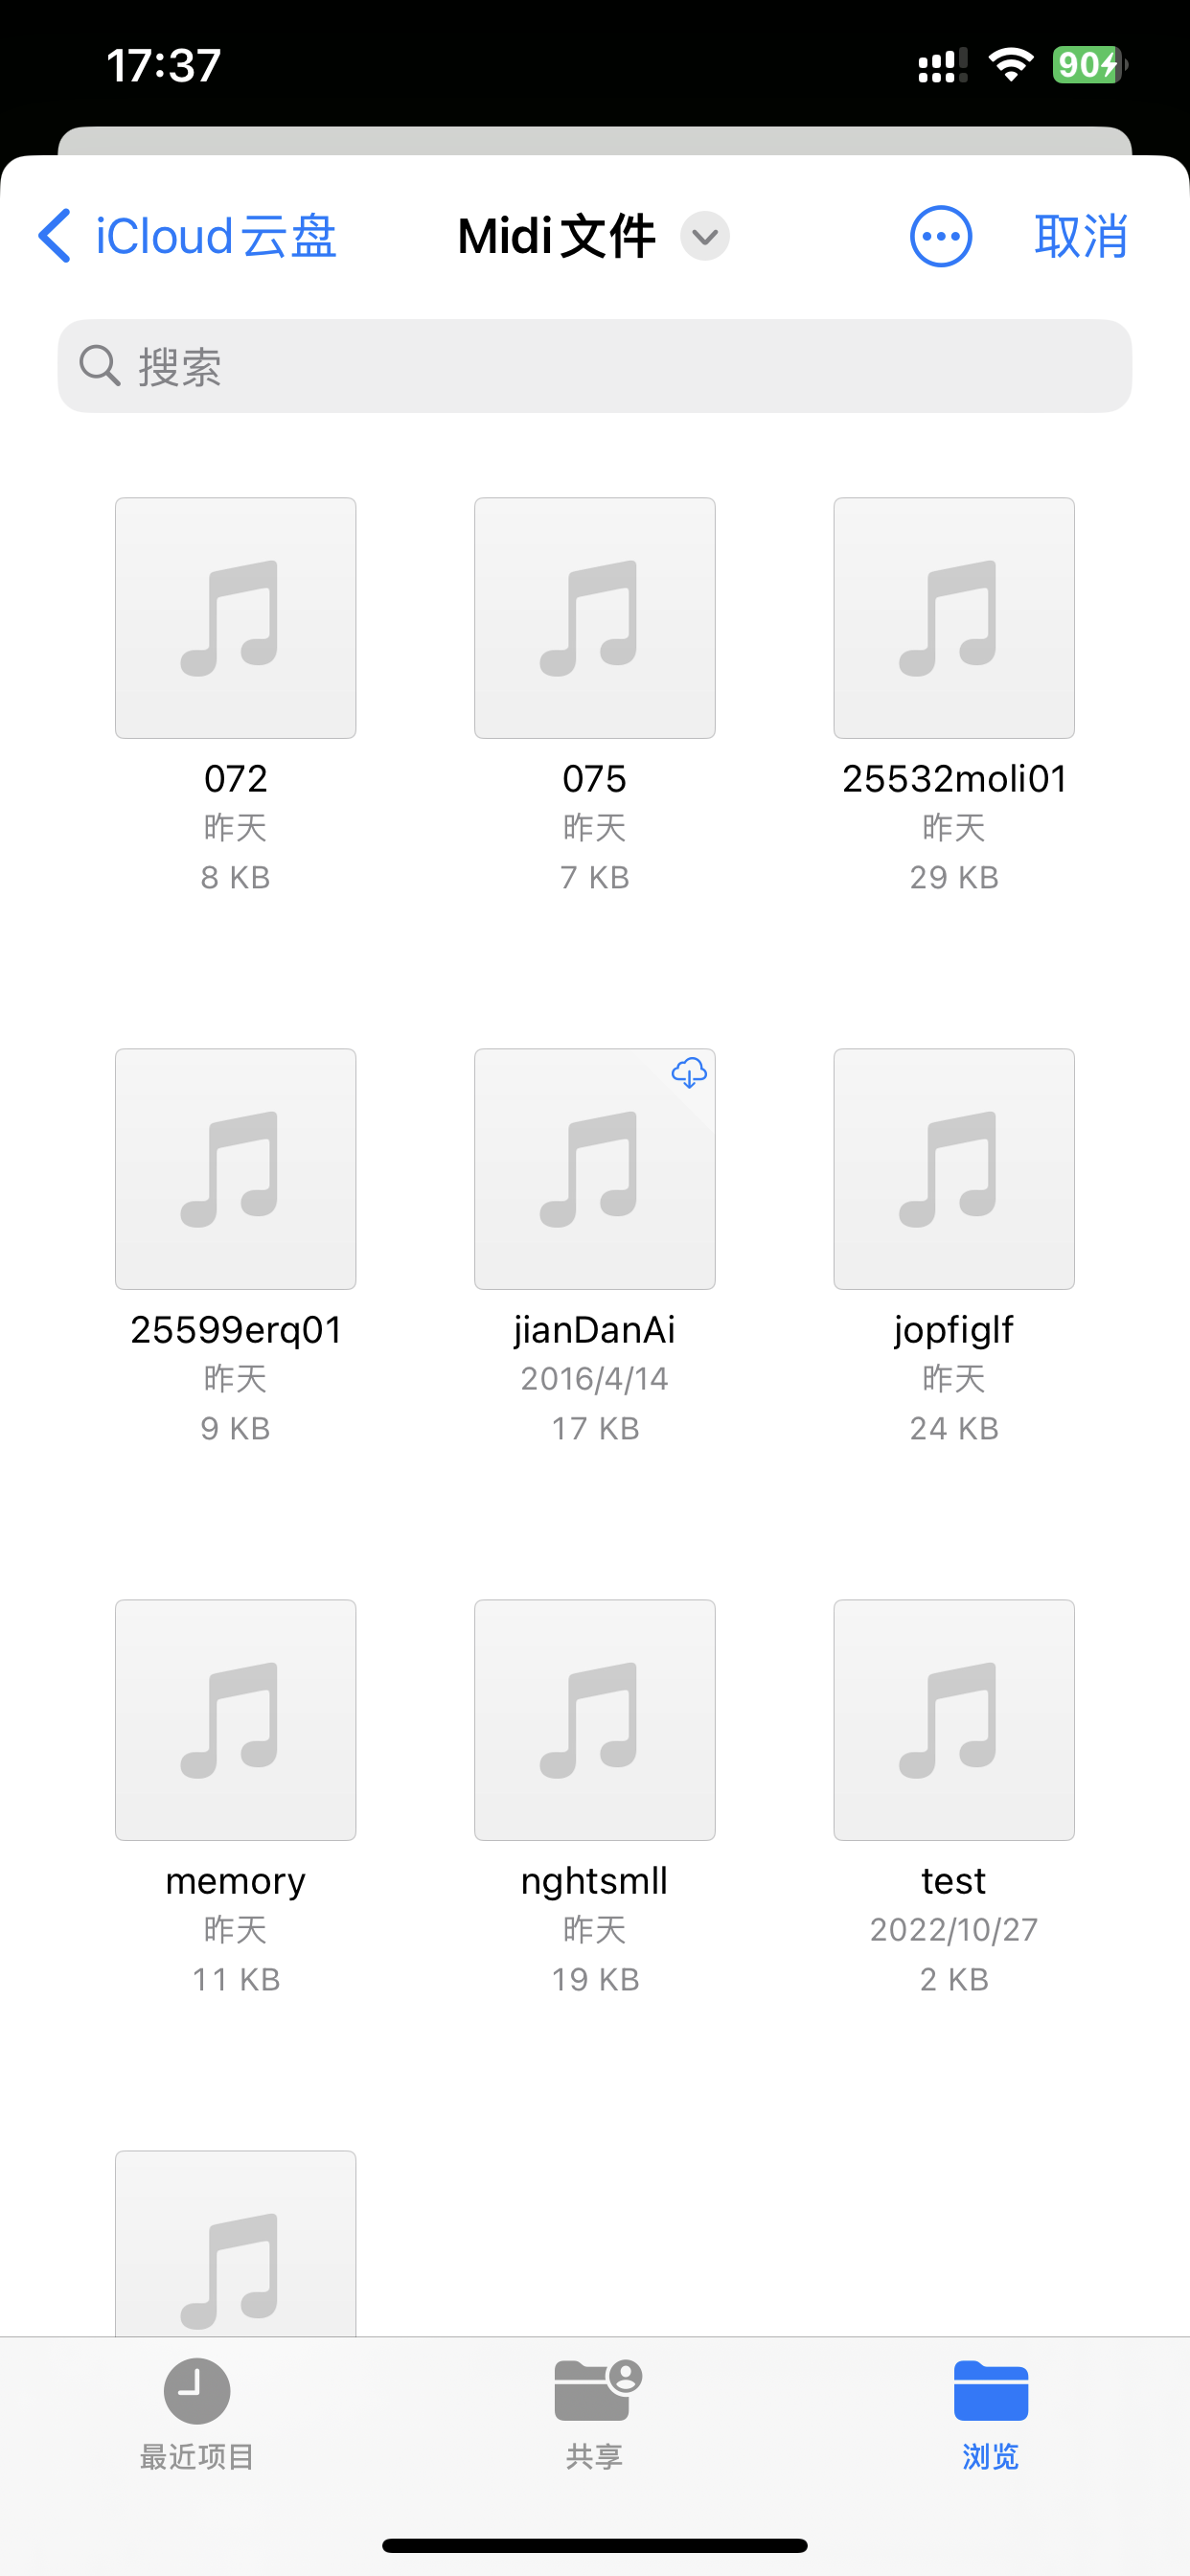 17:37
90
iCloud云盘
Midi文件
取消
搜索
072
昨天
8 KB
075
昨天
7 KB
25532moli01
昨天
29 KB
25599erq01
昨天
9 KB
jianDanAi
2016/4/14
17 KB
jopfiglf
昨天
24 KB
memory
昨天
11 KB
nghtsmll
昨天
19 KB
test
2022/10/27
2 KB
最近项目
共享
浏览